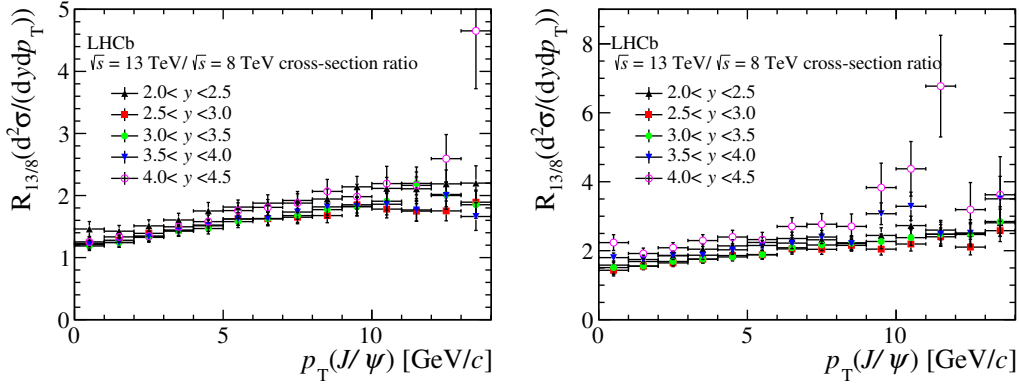 R13/8(d²σ/(dydpT))
5
4
3
2
1
0
LHCb
√s = 13 TeV/ √s = 8 TeV cross-section ratio
2.0< y <2.5
2.5< y <3.0
3.0< y <3.5
3.5< y <4.0
4.0< y <4.5
0 5 10
pT(J/ψ) [GeV/c]
R13/8(d²σ/(dydpT))
8
6
4
2
0
LHCb
√s = 13 TeV/ √s = 8 TeV cross-section ratio
2.0< y <2.5
2.5< y <3.0
3.0< y <3.5
3.5< y <4.0
4.0< y <4.5
0 5 10
pT(J/ψ) [GeV/c]